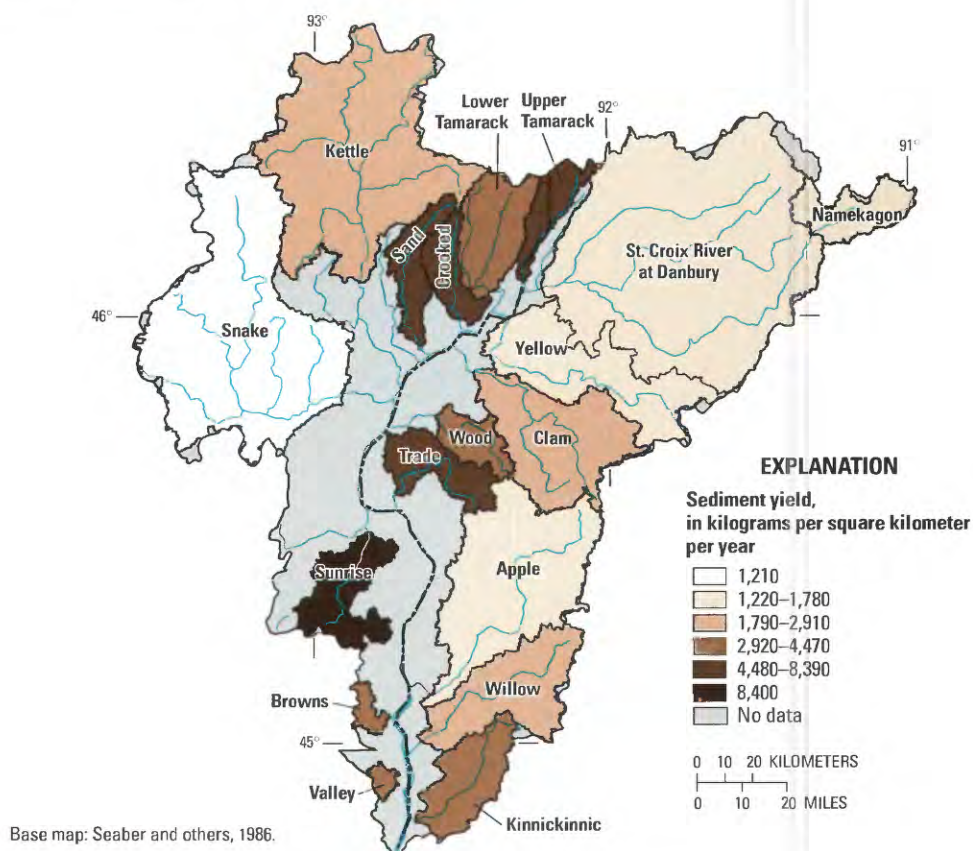 93°
Lower
Tamarack
Upper
Tamarack
92°
91°
Kettle
Namekagon
Sand
Crooked
St. Croix River
at Danbury
46°
Snake
Yellow
Wood
Clam
Trade
EXPLANATION
Sediment yield,
in kilograms per square kilometer
per year
1,210
1,220–1,780
1,790–2,910
2,920–4,470
4,480–8,390
8,400
No data
Apple
Sunrise
Willow
Browns
45°
0 10 20 KILOMETERS
0 10 20 MILES
Valley
Kinnickinnic
Base map: Seaber and others, 1986.